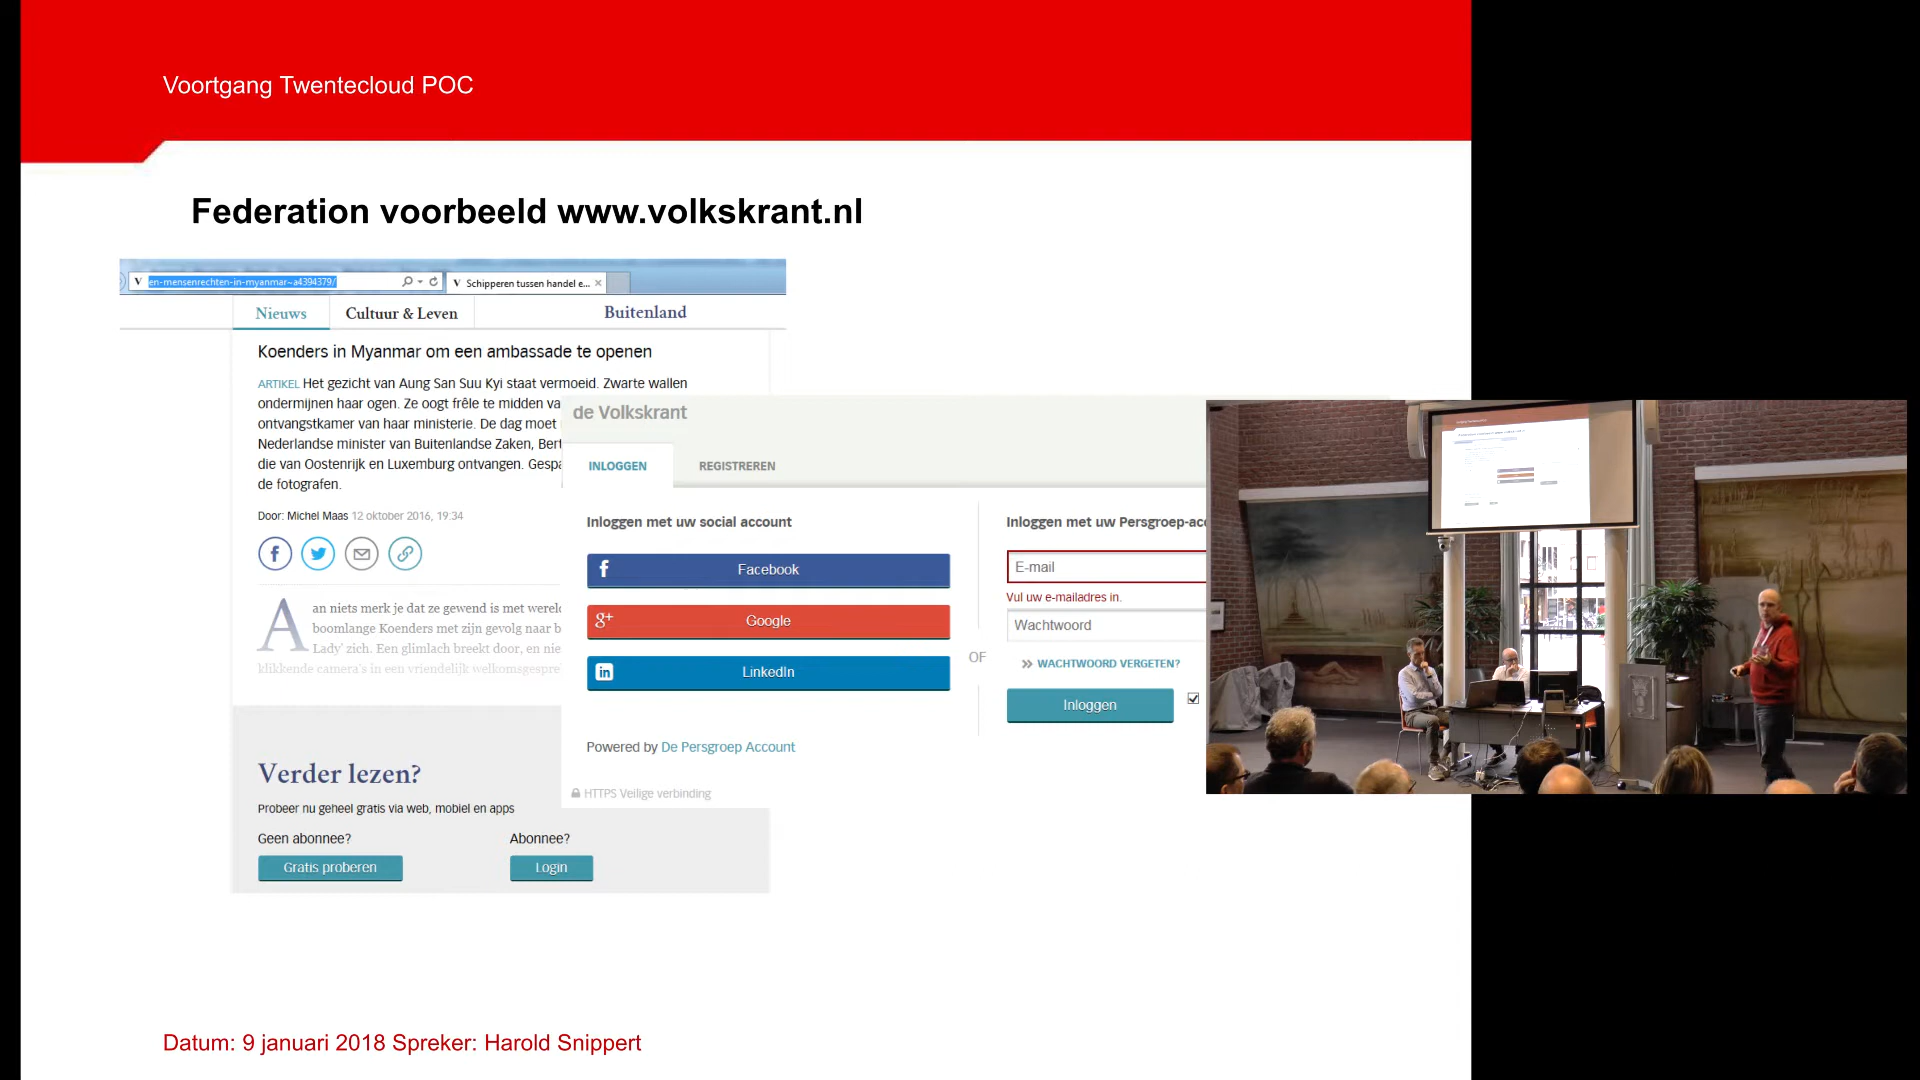 Voortgang Twentecloud POC
Federation voorbeeld www.volkskrant.nl
V en-mensenrechten-in-myanmar~a4394379/
V Schipperen tussen handel e...
Nieuws
Cultuur & Leven
Buitenland
Koenders in Myanmar om een ambassade te openen
ARTIKEL Het gezicht van Aung San Suu Kyi staat vermoeid. Zwarte wallen
ondermijnen haar ogen. Ze oogt frêle te midden va
ontvangstkamer van haar ministerie. De dag moet
Nederlandse minister van Buitenlandse Zaken, Bert
die van Oostenrijk en Luxemburg ontvangen. Gespa
de fotografen.
Door: Michel Maas 12 oktober 2016, 19:34
Aan niets merk je dat ze gewend is met werelc
boomlange Koenders met zijn gevolg naar b
Lady' zich. Een glimlach breekt door, en nie
klikkende camera's in een vriendelijk welkomsgespre
Verder lezen?
Probeer nu geheel gratis via web, mobiel en apps
Geen abonnee?
Abonnee?
Gratis proberen
Login
de Volkskrant
INLOGGEN
REGISTREREN
Inloggen met uw social account
Facebook
Google
LinkedIn
Powered by De Persgroep Account
HTTPS Veilige verbinding
OF
Inloggen met uw Persgroep-acc
E-mail
Vul uw e-mailadres in.
Wachtwoord
WACHTWOORD VERGETEN?
Inloggen
Datum: 9 januari 2018 Spreker: Harold Snippert